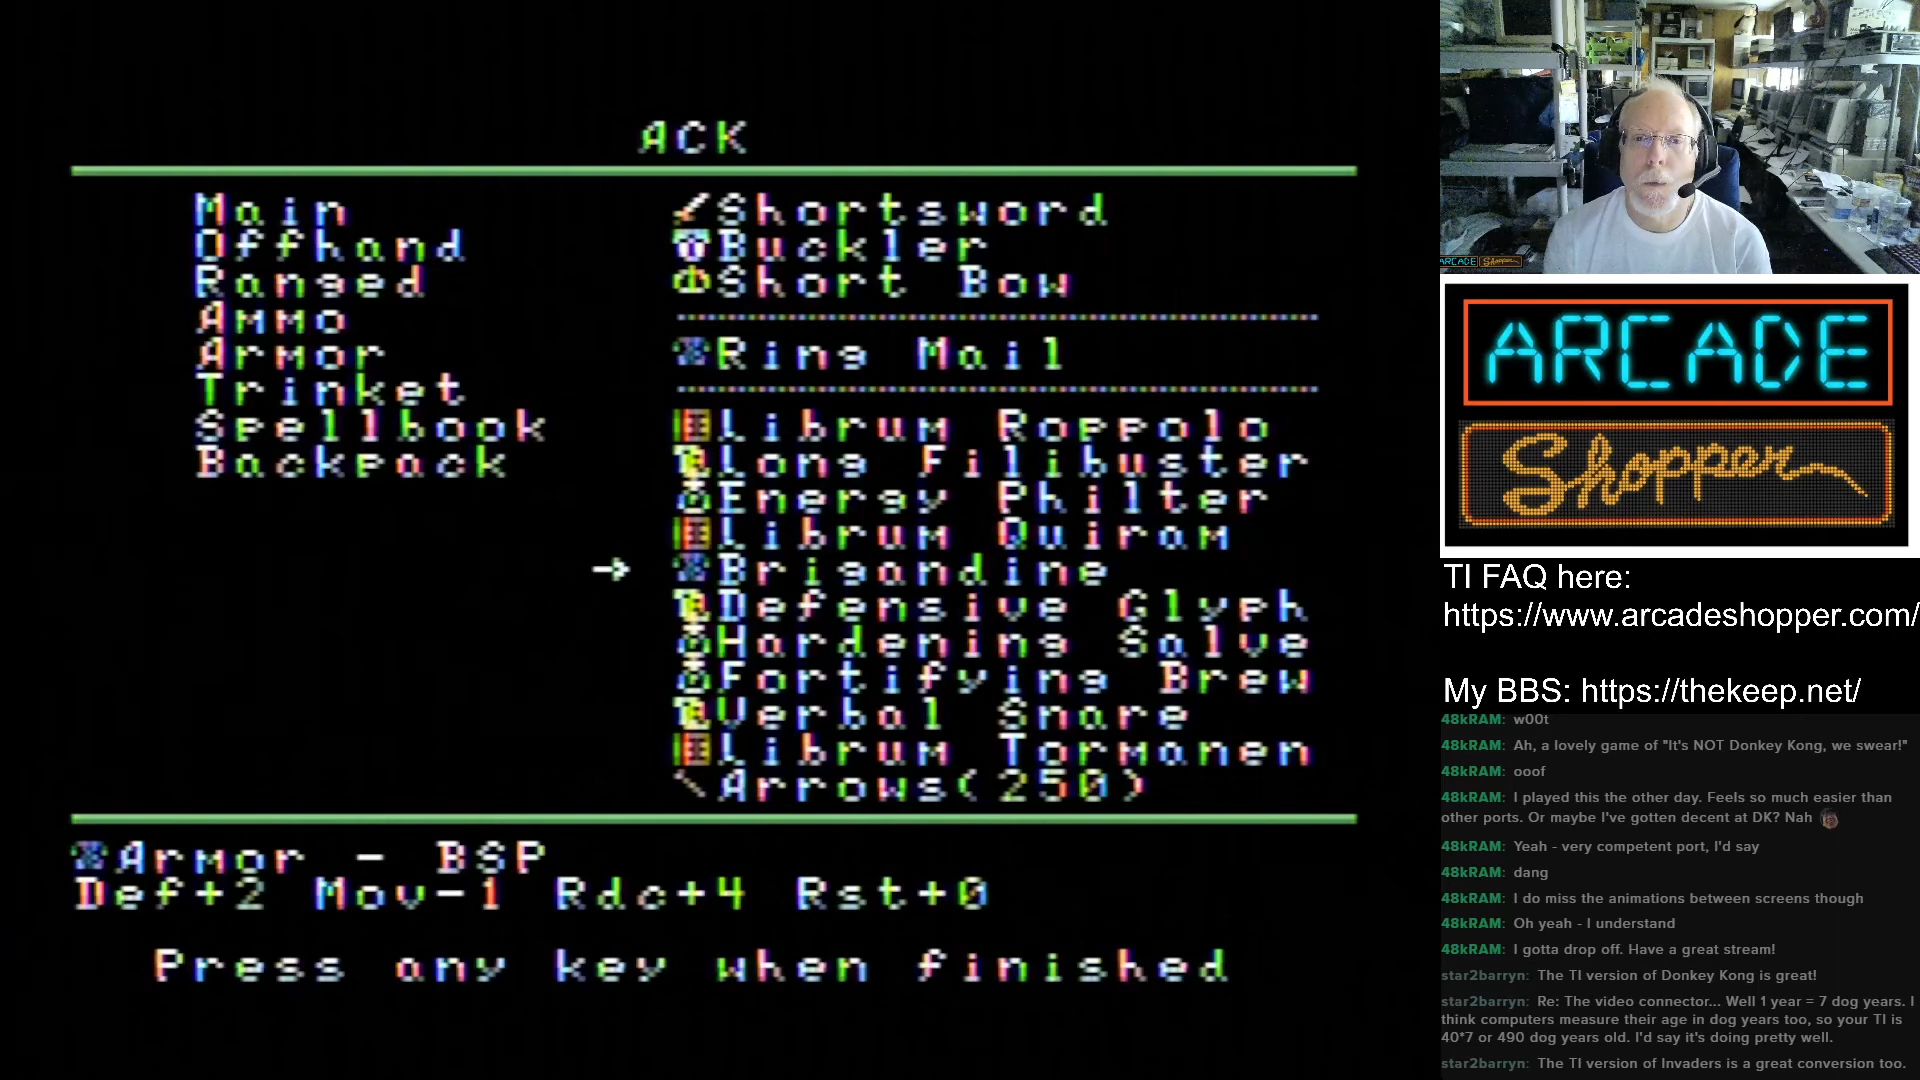 ACK
Main
Offhand
Ranged
Ammo
Armor
Trinket
Spellbook
Backpack
Shortsword
Buckler
Short Bow
Ring Mail
Librum Roppolo
Long Filibuster
Energy Philter
Librum Quiram
→ Brigandine
Defensive Glyph
Hardening Salve
Fortifying Brew
Verbal Snare
Librum Tormanen
Arrows(250)
Armor - BSP
Def+2 Mov-1 Rdc+4 Rst+0
Press any key when finished
ARCADE Shopper
ARCADE
Shopper
TI FAQ here:
https://www.arcadeshopper.com/
My BBS: https://thekeep.net/
48kRAM: w00t
48kRAM: Ah, a lovely game of "It's NOT Donkey Kong, we swear!"
48kRAM: ooof
48kRAM: I played this the other day. Feels so much easier than
other ports. Or maybe I've gotten decent at DK? Nah
48kRAM: Yeah - very competent port, I'd say
48kRAM: dang
48kRAM: I do miss the animations between screens though
48kRAM: Oh yeah - I understand
48kRAM: I gotta drop off. Have a great stream!
star2barryn: The TI version of Donkey Kong is great!
star2barryn: Re: The video connector... Well 1 year = 7 dog years. I
think computers measure their age in dog years too, so your TI is
40*7 or 490 dog years old. I'd say it's doing pretty well.
star2barryn: The TI version of Invaders is a great conversion too.